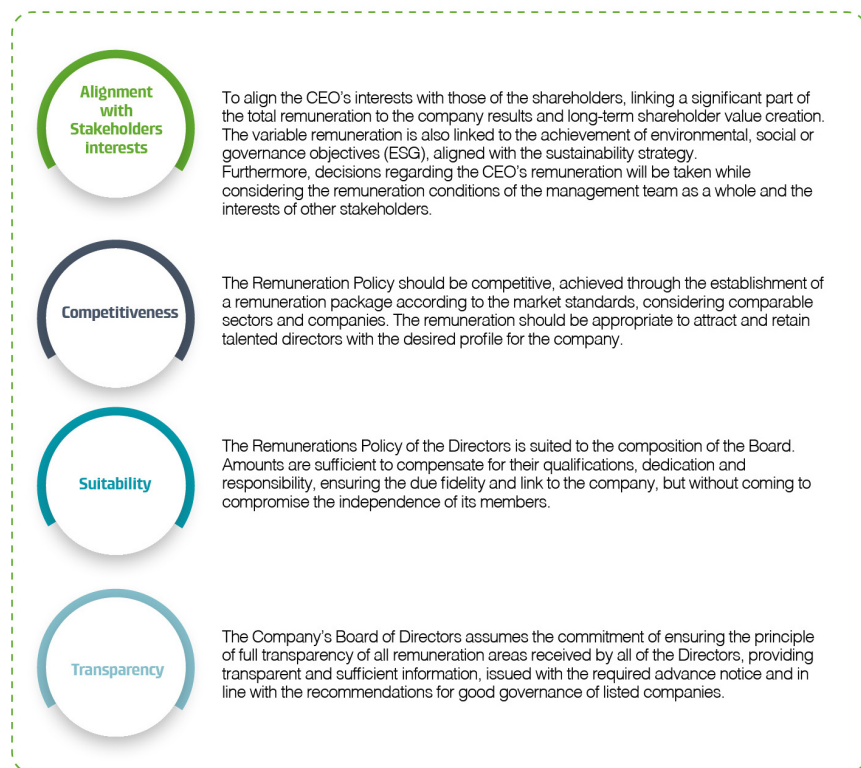 Alignment
with
Stakeholders
interests
To align the CEO's interests with those of the shareholders, linking a significant part of
the total remuneration to the company results and long-term shareholder value creation.
The variable remuneration is also linked to the achievement of environmental, social or
governance objectives (ESG), aligned with the sustainability strategy.
Furthermore, decisions regarding the CEO's remuneration will be taken while
considering the remuneration conditions of the management team as a whole and the
interests of other stakeholders.
Competitiveness
The Remuneration Policy should be competitive, achieved through the establishment of
a remuneration package according to the market standards, considering comparable
sectors and companies. The remuneration should be appropriate to attract and retain
talented directors with the desired profile for the company.
Suitability
The Remunerations Policy of the Directors is suited to the composition of the Board.
Amounts are sufficient to compensate for their qualifications, dedication and
responsibility, ensuring the due fidelity and link to the company, but without coming to
compromise the independence of its members.
Transparency
The Company's Board of Directors assumes the commitment of ensuring the principle
of full transparency of all remuneration areas received by all of the Directors, providing
transparent and sufficient information, issued with the required advance notice and in
line with the recommendations for good governance of listed companies.